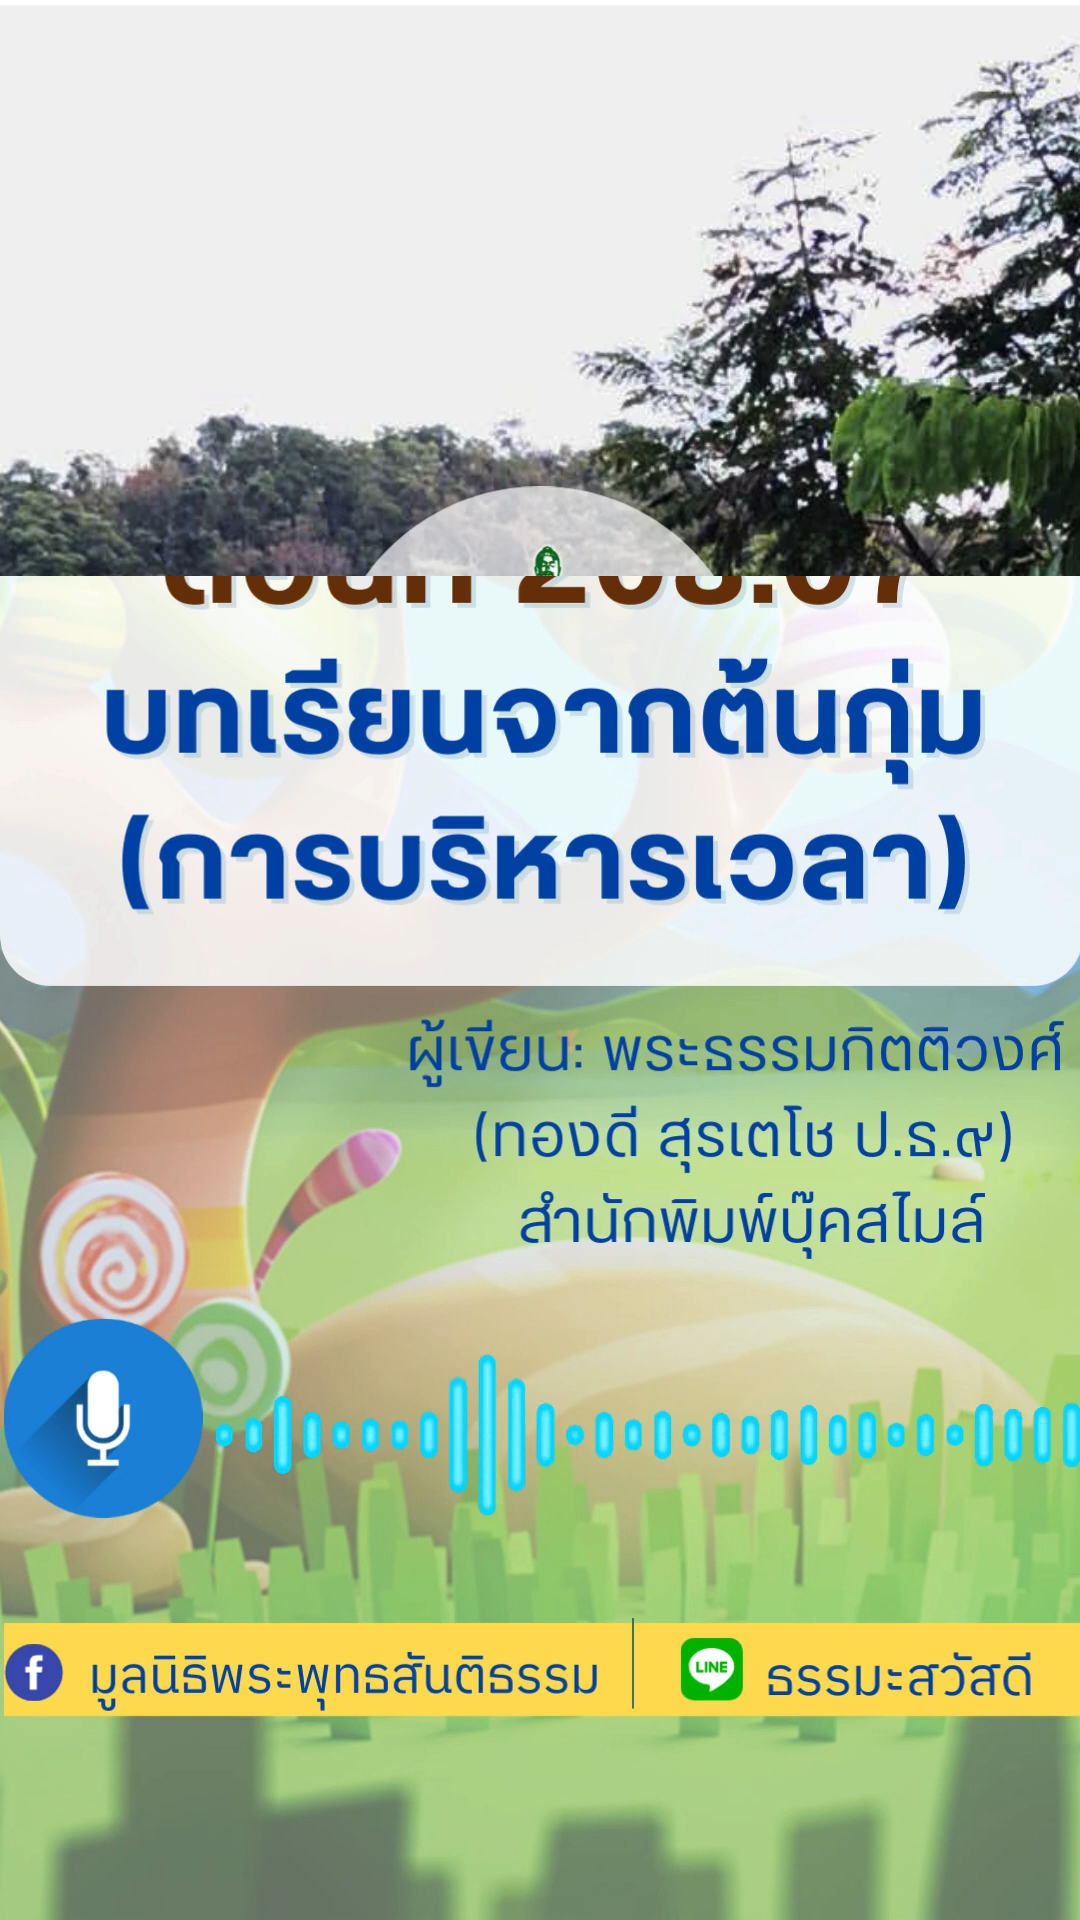 บทเรียนจากต้นกุ่ม
(การบริหารเวลา)
ผู้เขียน: พระธรรมกิตติวงศ์
(ทองดี สุรเตโช ป.ธ.๙)
สำนักพิมพ์บุ๊คสไมล์
มูลนิธิพระพุทธสันติธรรม
LINE ธรรมะสวัสดี